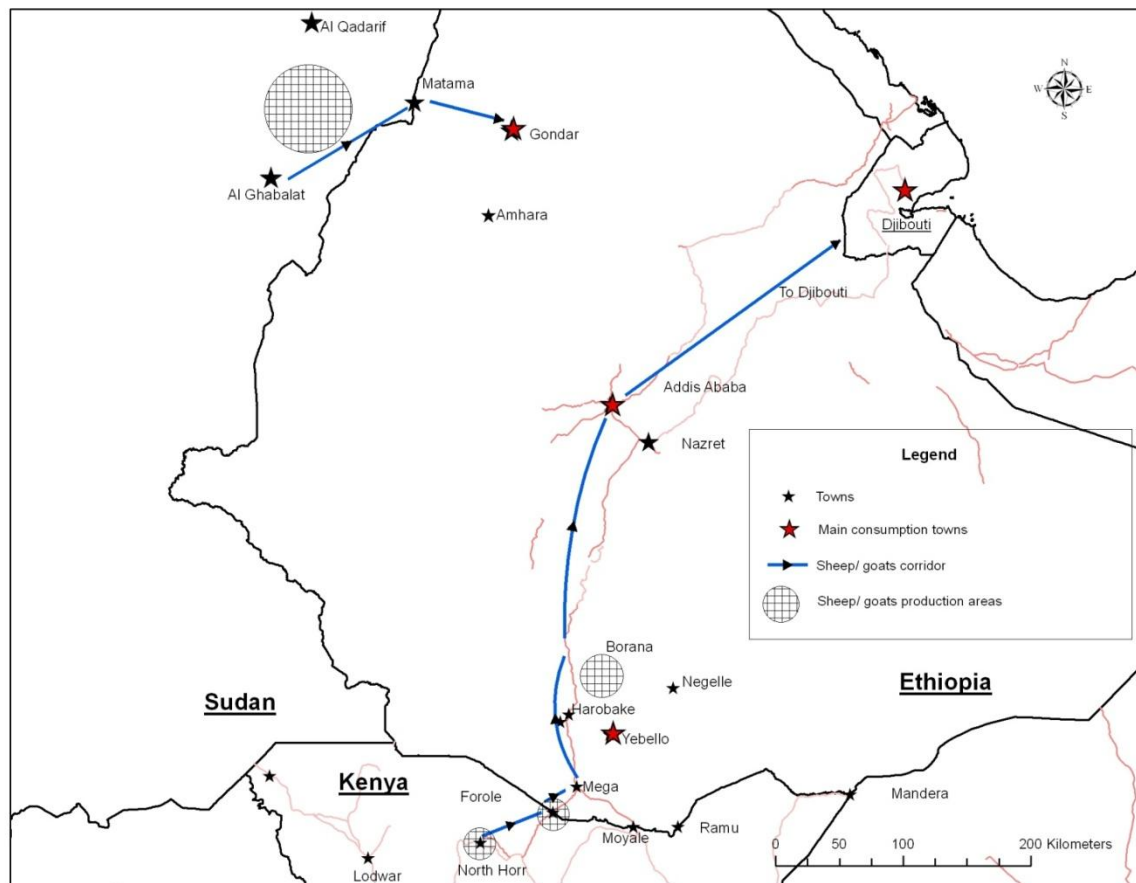 Al Qadarif
N
W E
S
Matama
Gondar
Al Ghabalat
Amhara
Djibouti
To Djibouti
Addis Ababa
Nazret
Legend
Towns
Main consumption towns
Sheep/ goats corridor
Sheep/ goats production areas
Borana
Negelle
Ethiopia
Sudan
Harobake
Yebello
Kenya
Mega
Mandera
Forole
Moyale
Ramu
North Horr
Lodwar
0 50 100 200 Kilometers